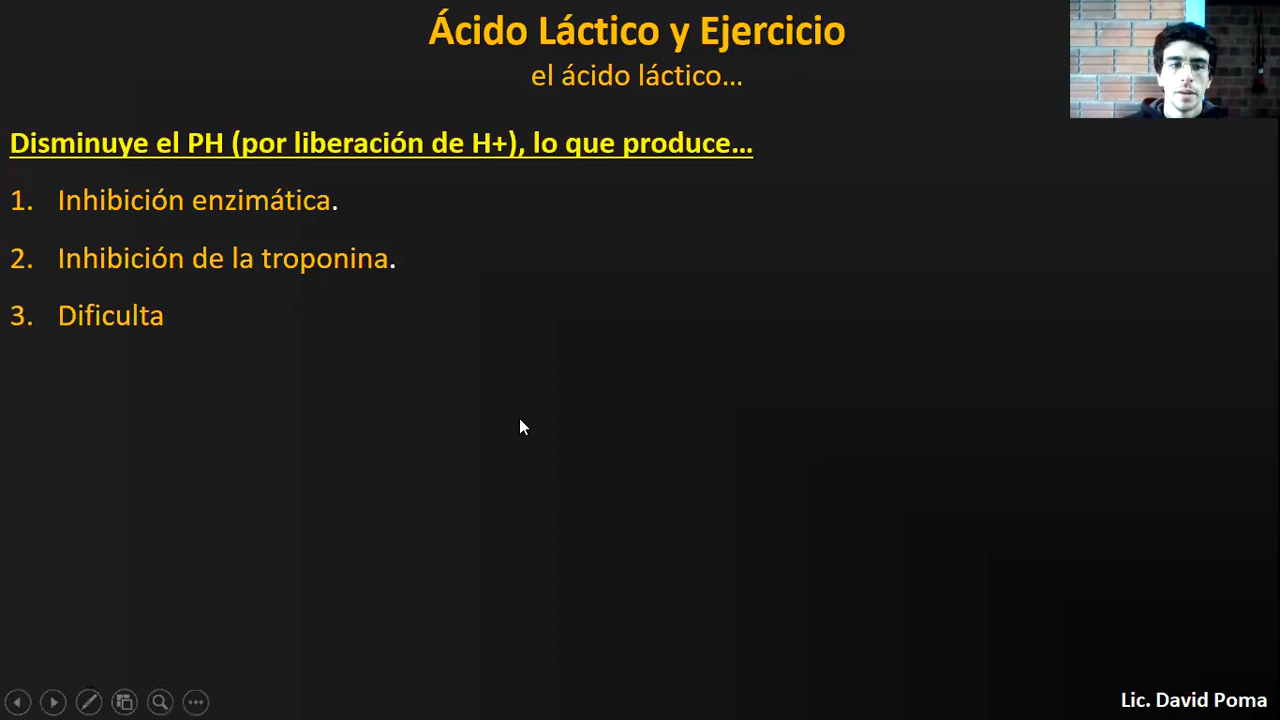 Ácido Láctico y Ejercicio
el ácido láctico...
Disminuye el PH (por liberación de H+), lo que produce...
1. Inhibición enzimática.
2. Inhibición de la troponina.
3. Dificulta
Lic. David Poma